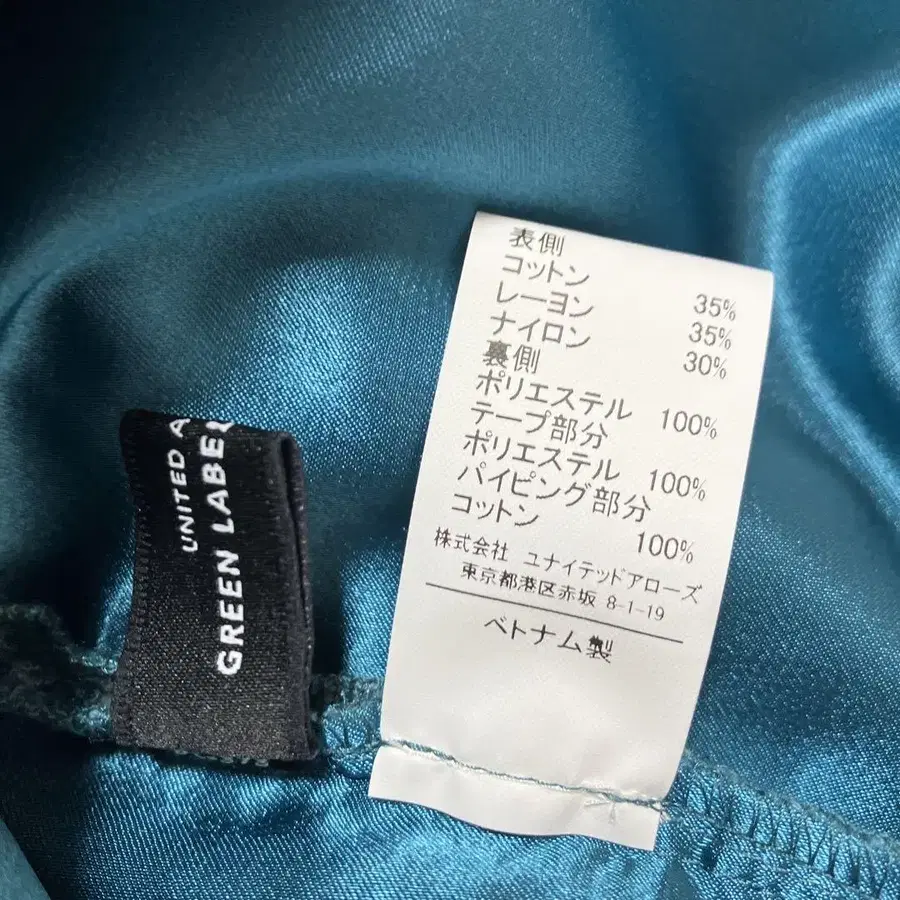 UNITED A
GREEN LABEL
表側
コットン 35%
レーヨン 35%
ナイロン 30%
裏側
ポリエステル 100%
テープ部分
ポリエステル 100%
パイピング部分
コットン 100%
株式会社 ユナイテッドアローズ
東京都港区赤坂 8-1-19
ベトナム製